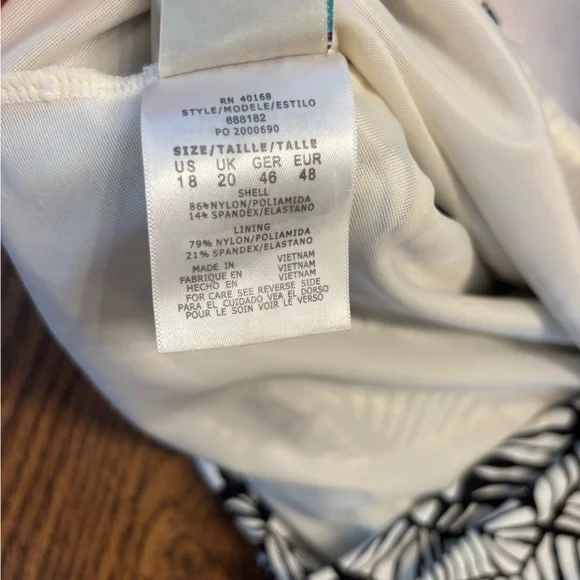 RN 40168
STYLE/MODELE/ESTILO
888182
PO 2000690
SIZE/TAILLE/TALLE
US UK GER EUR
18 20 46 48
SHELL
86%NYLON/POLIAMIDA
14% SPANDEX/ELASTANO
LINING
79% NYLON/POLIAMIDA
21% SPANDEX/ELASTANO
MADE IN VIETNAM
FABRIQUE EN VIETNAM
HECHO EN VIETNAM
FOR CARE SEE REVERSE SIDE
PARA EL CUIDADO VEA EL DORSO
POUR LE SOIN VOIR LE VERSO